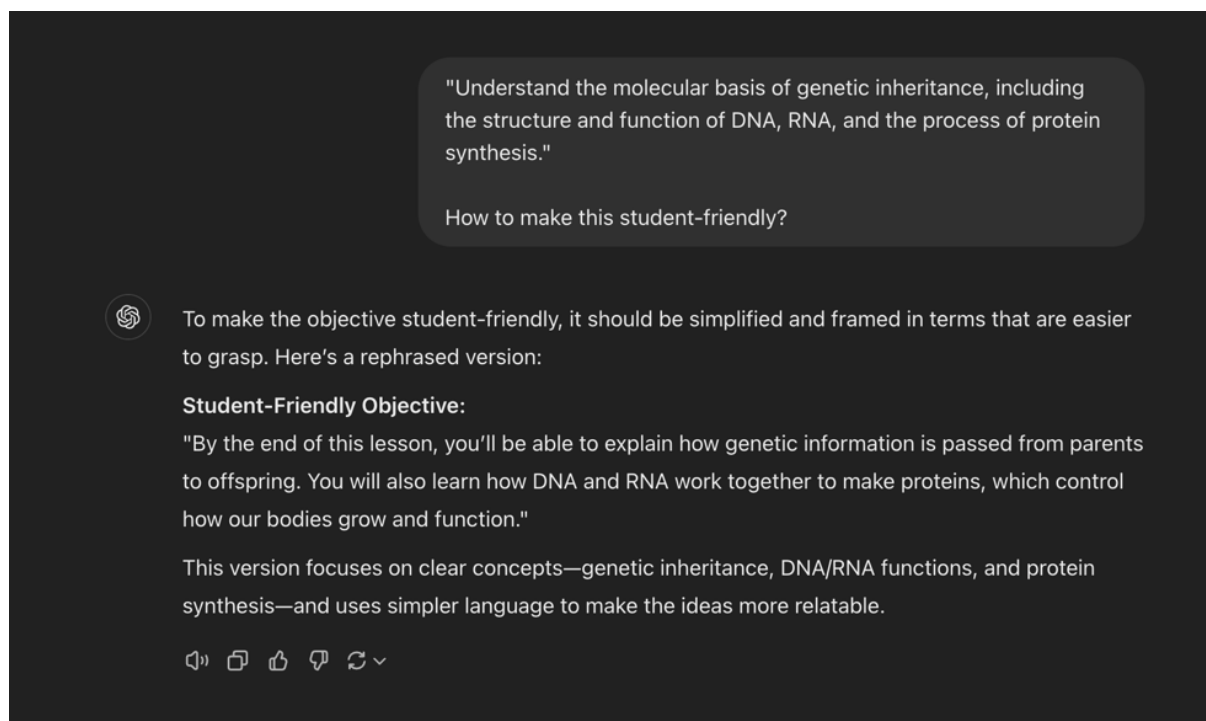 "Understand the molecular basis of genetic inheritance, including
the structure and function of DNA, RNA, and the process of protein
synthesis."
How to make this student-friendly?
To make the objective student-friendly, it should be simplified and framed in terms that are easier
to grasp. Here’s a rephrased version:
Student-Friendly Objective:
"By the end of this lesson, you’ll be able to explain how genetic information is passed from parents
to offspring. You will also learn how DNA and RNA work together to make proteins, which control
how our bodies grow and function."
This version focuses on clear concepts—genetic inheritance, DNA/RNA functions, and protein
synthesis—and uses simpler language to make the ideas more relatable.